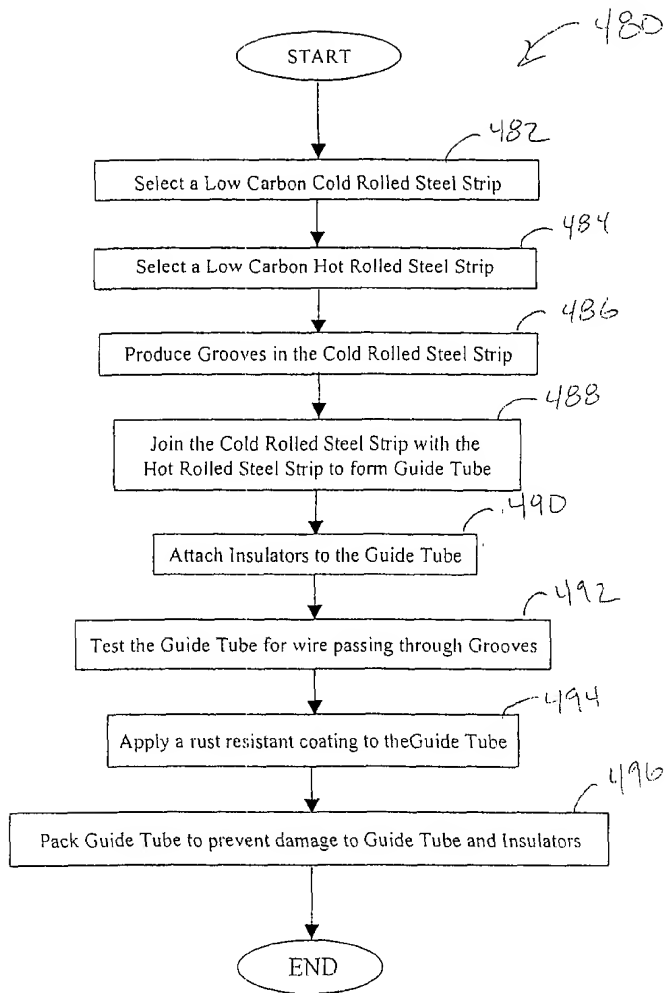 480
START
482
Select a Low Carbon Cold Rolled Steel Strip
484
Select a Low Carbon Hot Rolled Steel Strip
486
Produce Grooves in the Cold Rolled Steel Strip
488
Join the Cold Rolled Steel Strip with the
Hot Rolled Steel Strip to form Guide Tube
490
Attach Insulators to the Guide Tube
492
Test the Guide Tube for wire passing through Grooves
494
Apply a rust resistant coating to theGuide Tube
496
Pack Guide Tube to prevent damage to Guide Tube and Insulators
END